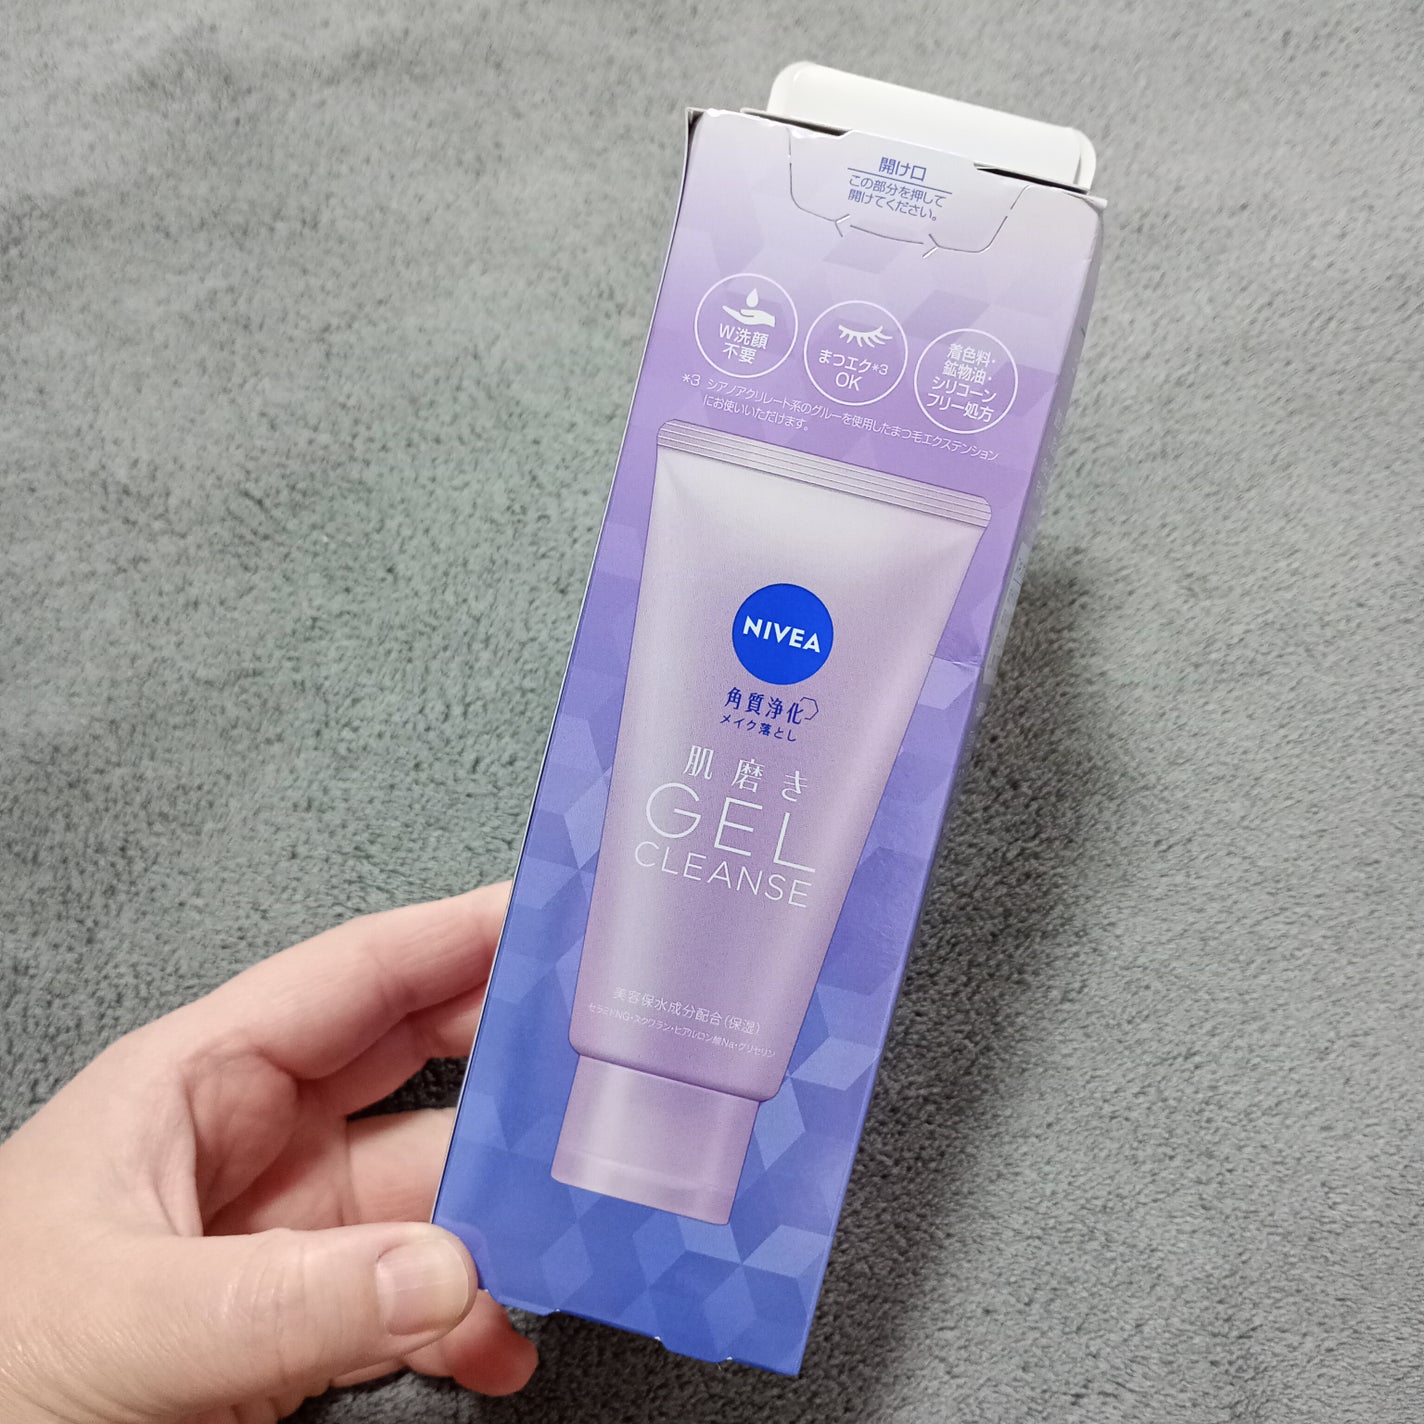 開け口
この部分を押して
開けてください。
W洗顔
不要
まつエク*3
OK
着色料・
鉱物油・
シリコーン
フリー処方
*3 シアノアクリレート系のグルーを使用したまつ毛エクステンション
にお使いいただけます。
NIVEA
角質浄化
メイク落とし
肌磨き
GEL
CLEANSE
美容保水成分配合(保湿)
セラミドNG・スクワラン・ヒアルロン酸Na・グリセリン